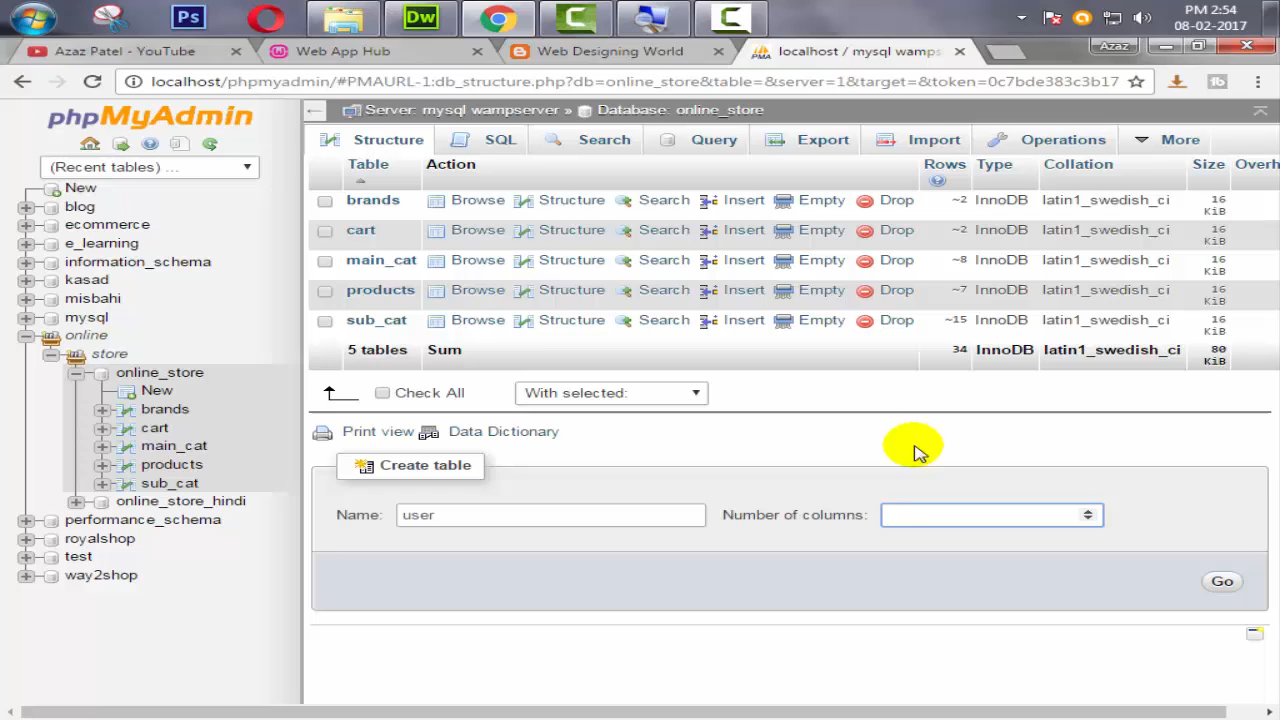 Ps
Dw
PM 2:54
08-02-2017
Azaz Patel - YouTube
Web App Hub
Web Designing World
localhost / mysql wamps
Azaz
localhost/phpmyadmin/#PMAURL-1:db_structure.php?db=online_store&table=&server=1&target=&token=0c7bde383c3b17
phpMyAdmin
(Recent tables) ...
New
blog
ecommerce
e_learning
information_schema
kasad
misbahi
mysql
online
store
online_store
New
brands
cart
main_cat
products
sub_cat
online_store_hindi
performance_schema
royalshop
test
way2shop
Server: mysql wampserver » Database: online_store
Structure SQL Search Query Export Import Operations More
Table Action Rows Type Collation Size Overh
brands Browse Structure Search Insert Empty Drop ~2 InnoDB latin1_swedish_ci 16 KiB
cart Browse Structure Search Insert Empty Drop ~2 InnoDB latin1_swedish_ci 16 KiB
main_cat Browse Structure Search Insert Empty Drop ~8 InnoDB latin1_swedish_ci 16 KiB
products Browse Structure Search Insert Empty Drop ~7 InnoDB latin1_swedish_ci 16 KiB
sub_cat Browse Structure Search Insert Empty Drop ~15 InnoDB latin1_swedish_ci 16 KiB
5 tables Sum 34 InnoDB latin1_swedish_ci 80 KiB
Check All With selected:
Print view Data Dictionary
Create table
Name: user Number of columns:
Go